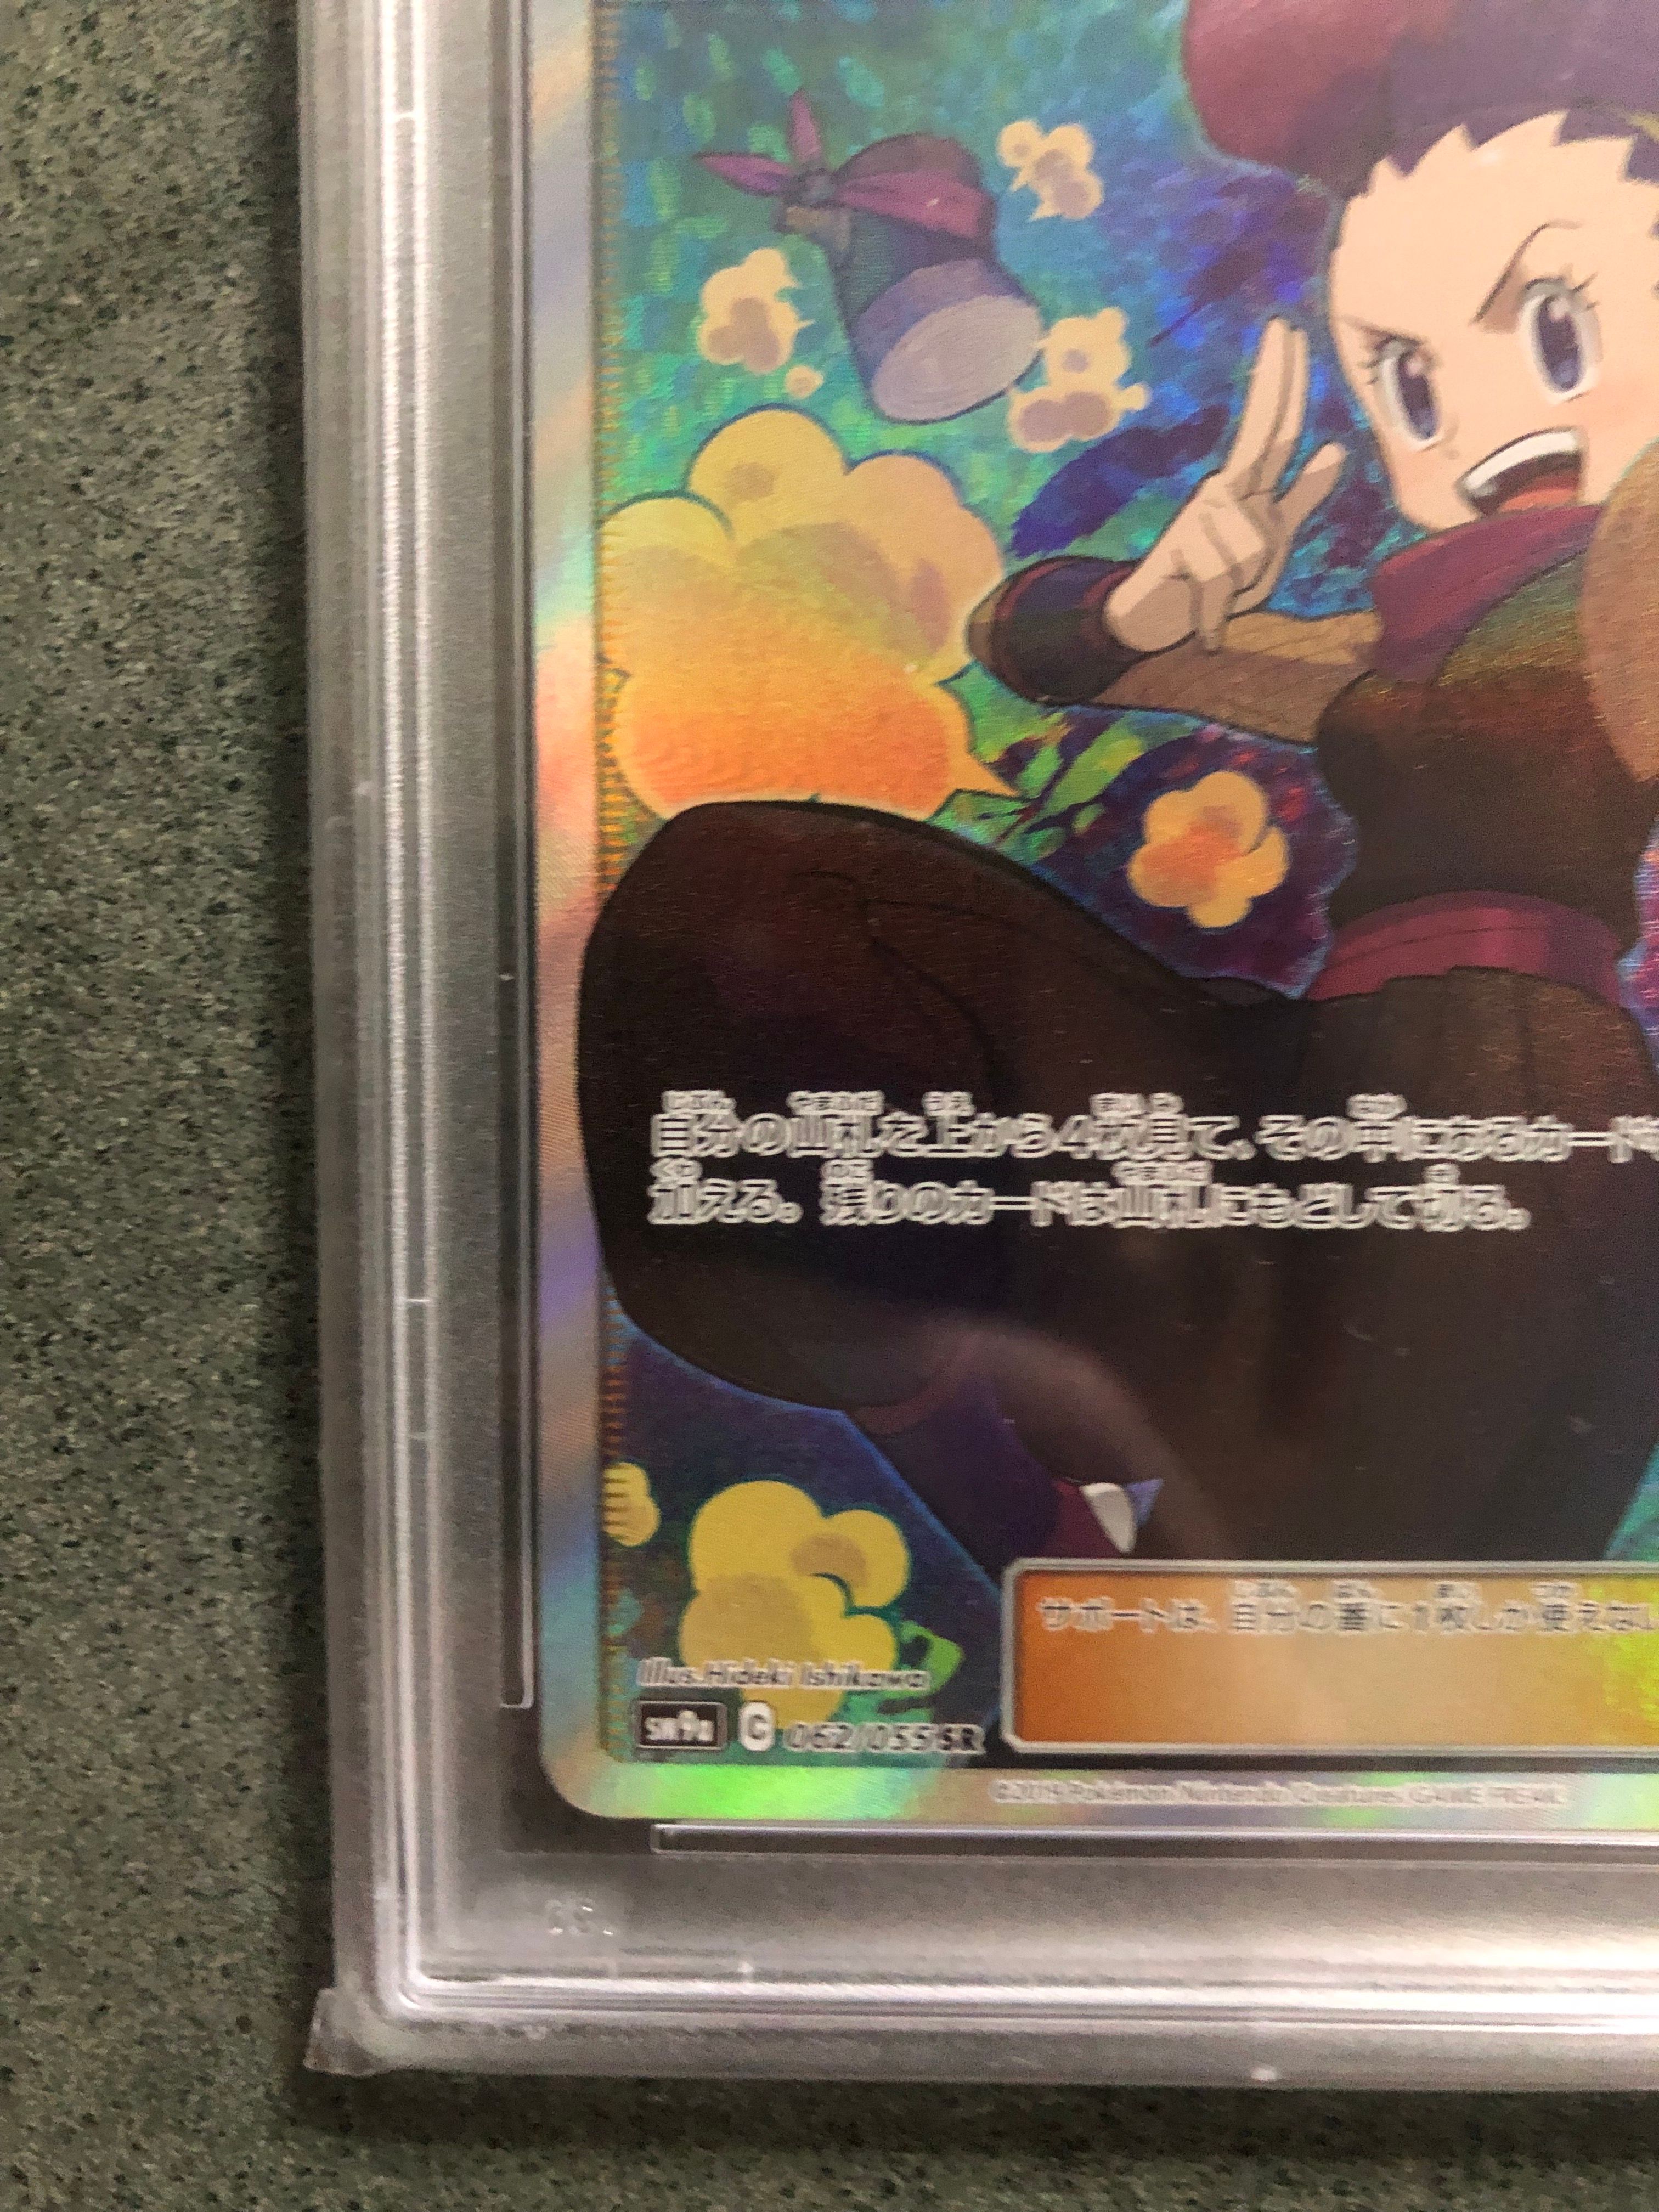 自分の山札を上から4枚見て、その中にあるカード
加える。残りのカードは山札にもどして切る。
サポートは、自分の番に1枚しか使えない
Illus. Hideki Ishikawa
SM9a C 062/055 SR
©2019 Pokémon/Nintendo/Creatures/GAME FREAK.